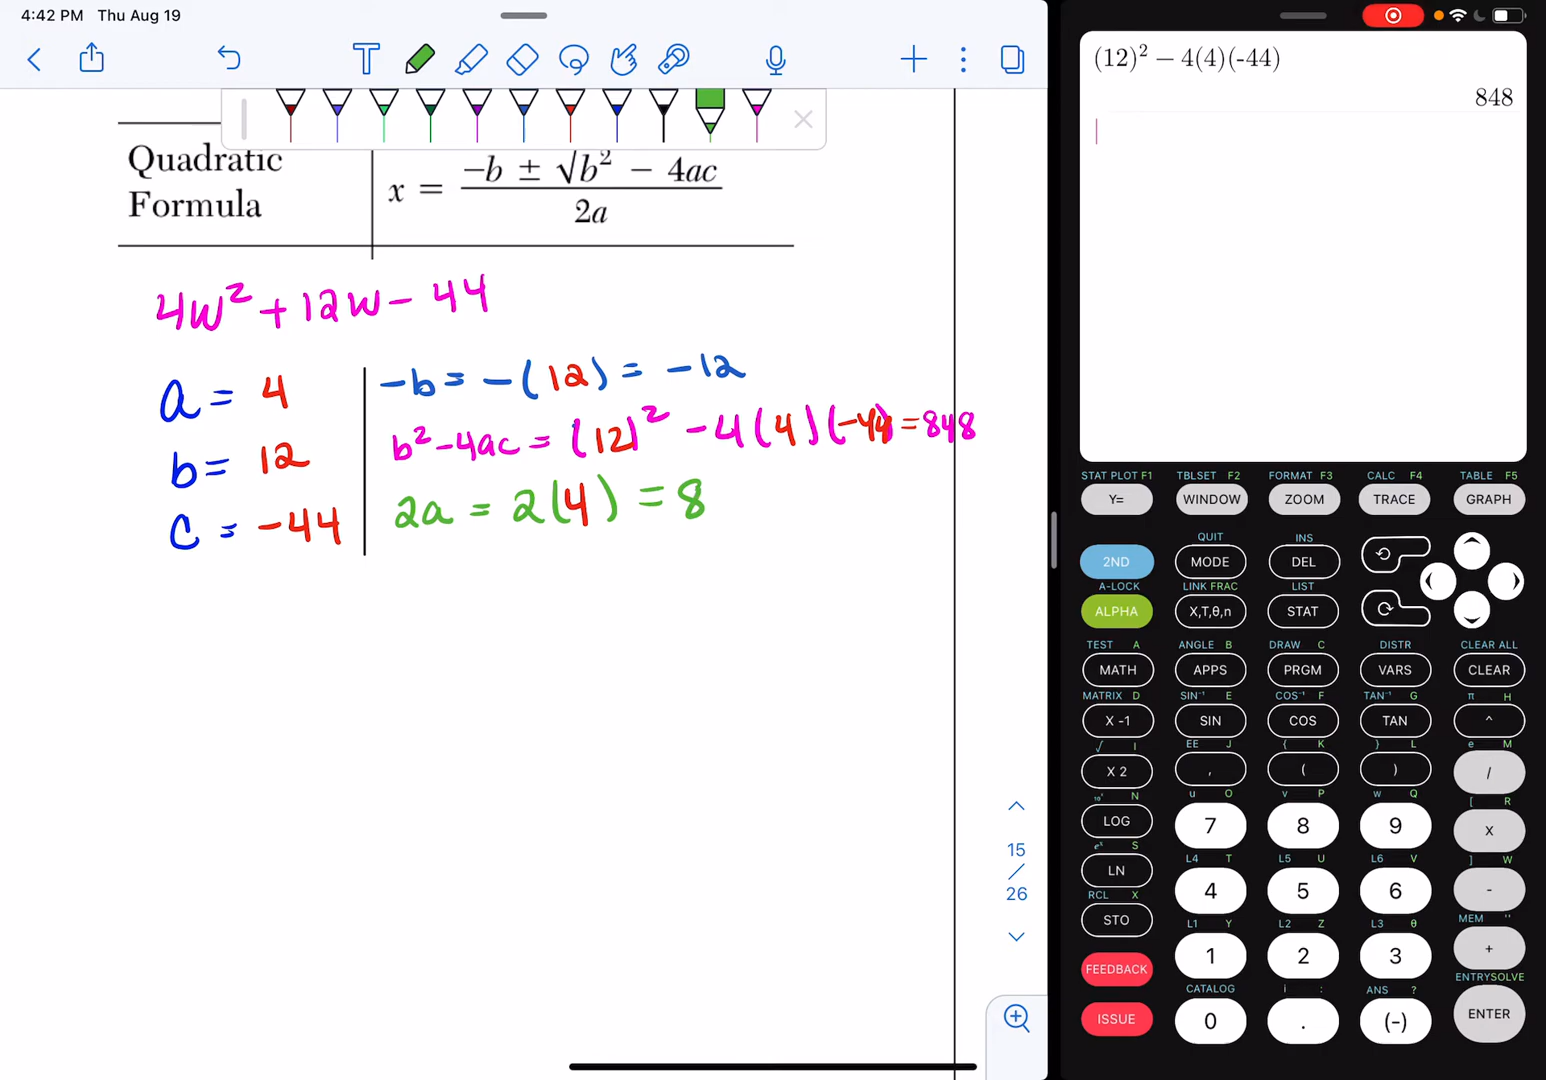 4:42 PM Thu Aug 19
T
Quadratic Formula
x = −b ± √b² − 4ac
2a
4w² + 12w − 44
a = 4
b = 12
c = −44
−b = −(12) = −12
b² − 4ac = (12)² − 4(4)(−44) = 848
2a = 2(4) = 8
15
/
26
(12)² − 4(4)(-44)
848
STAT PLOT F1 TBLSET F2 FORMAT F3 CALC F4 TABLE F5
Y= WINDOW ZOOM TRACE GRAPH
QUIT INS
2ND MODE DEL
A-LOCK LINK FRAC LIST
ALPHA X,T,θ,n STAT
TEST A ANGLE B DRAW C DISTR CLEAR ALL
MATH APPS PRGM VARS CLEAR
MATRIX D SIN⁻¹ E COS⁻¹ F TAN⁻¹ G π H
X -1 SIN COS TAN ^
√ I EE J { K } L e M
X 2 , ( ) /
10ˣ N u O v P w Q [ R
LOG 7 8 9 X
eˣ S L4 T L5 U L6 V ] W
LN 4 5 6 -
RCL X L1 Y L2 Z L3 θ MEM ''
STO 1 2 3 +
CATALOG i : ANS ? ENTRYSOLVE
FEEDBACK
ISSUE 0 . (-) ENTER